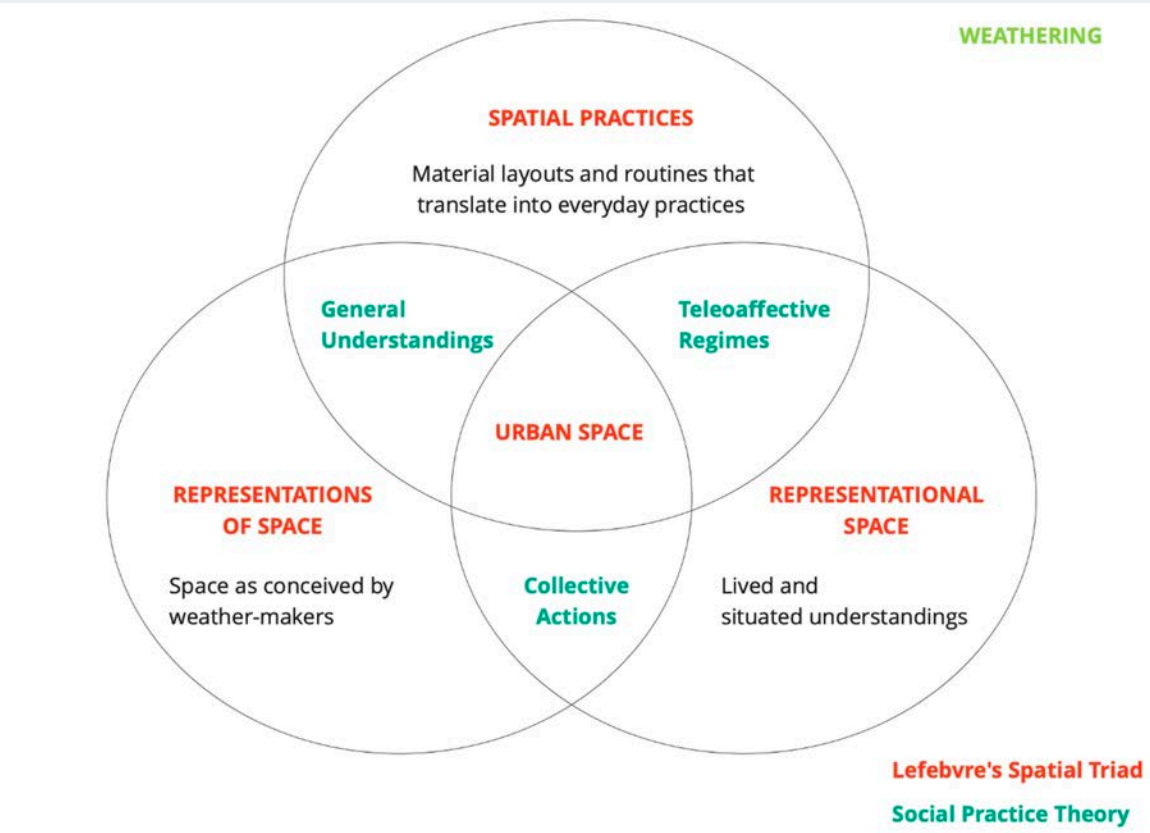 WEATHERING
SPATIAL PRACTICES
Material layouts and routines that
translate into everyday practices
General
Understandings
Teleoaffective
Regimes
URBAN SPACE
REPRESENTATIONS
OF SPACE
REPRESENTATIONAL
SPACE
Space as conceived by
weather-makers
Collective
Actions
Lived and
situated understandings
Lefebvre's Spatial Triad
Social Practice Theory